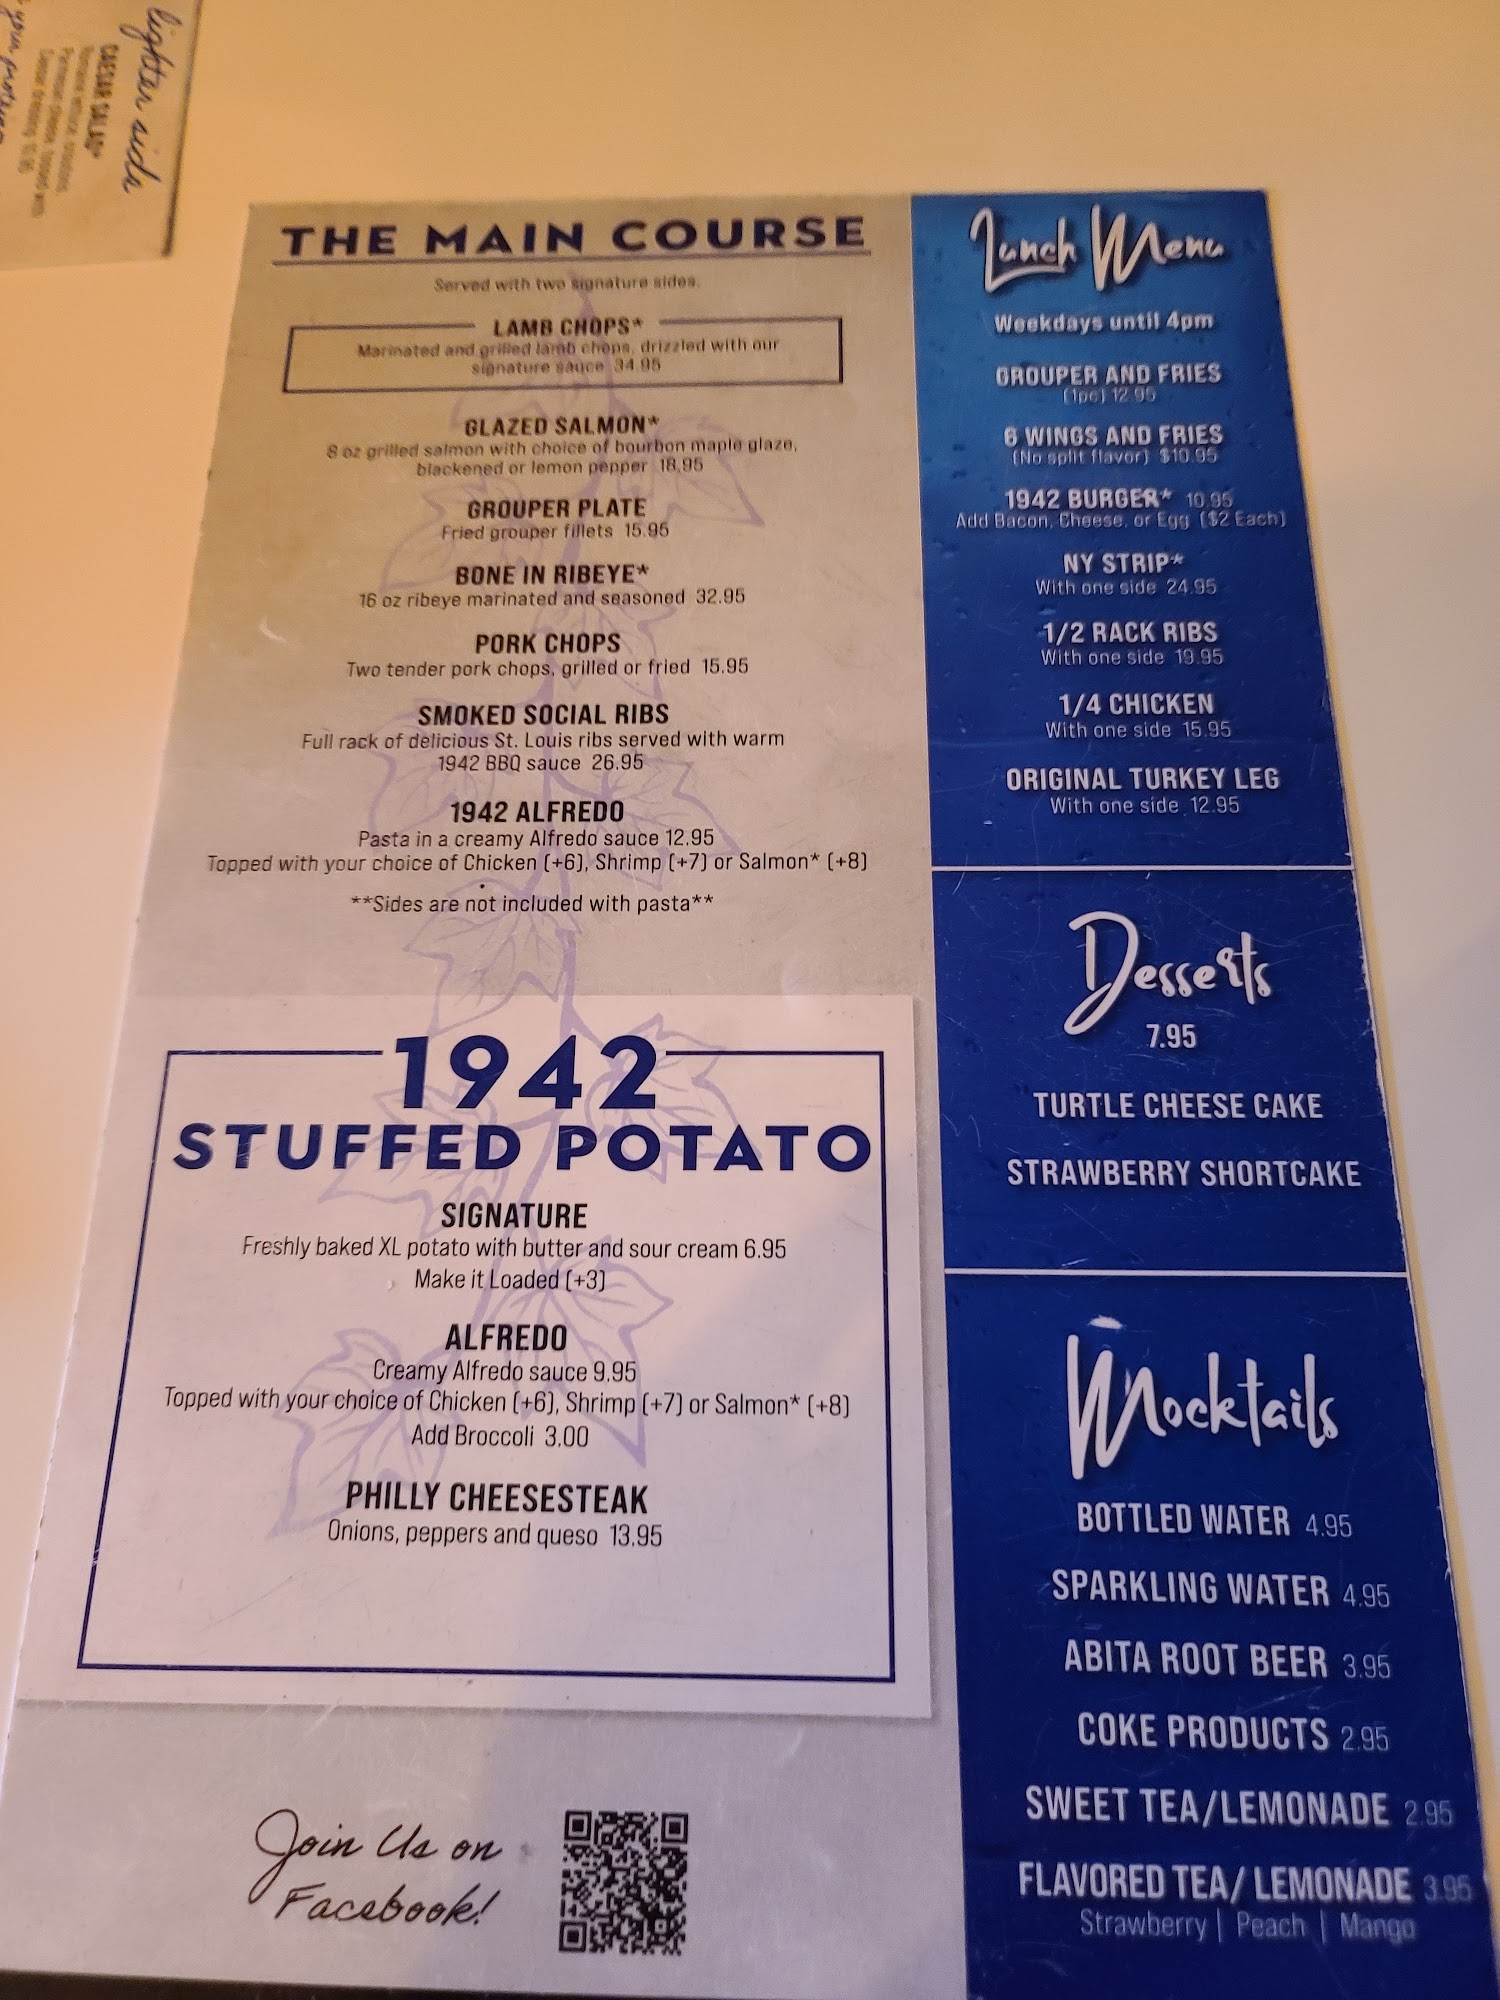 lighter side
CAESAR SALAD*
THE MAIN COURSE
Served with two signature sides.
LAMB CHOPS*
Marinated and grilled lamb chops, drizzled with our
signature sauce 34.95
GLAZED SALMON*
8 oz grilled salmon with choice of bourbon maple glaze,
blackened or lemon pepper 18.95
GROUPER PLATE
Fried grouper fillets 15.95
BONE IN RIBEYE*
16 oz ribeye marinated and seasoned 32.95
PORK CHOPS
Two tender pork chops, grilled or fried 15.95
SMOKED SOCIAL RIBS
Full rack of delicious St. Louis ribs served with warm
1942 BBQ sauce 26.95
1942 ALFREDO
Pasta in a creamy Alfredo sauce 12.95
Topped with your choice of Chicken (+6), Shrimp (+7) or Salmon* (+8)
**Sides are not included with pasta**
1942
STUFFED POTATO
SIGNATURE
Freshly baked XL potato with butter and sour cream 6.95
Make it Loaded (+3)
ALFREDO
Creamy Alfredo sauce 9.95
Topped with your choice of Chicken (+6), Shrimp (+7) or Salmon* (+8)
Add Broccoli 3.00
PHILLY CHEESESTEAK
Onions, peppers and queso 13.95
Join Us on
Facebook!
Lunch Menu
Weekdays until 4pm
GROUPER AND FRIES
(1pc) 12.95
6 WINGS AND FRIES
(No split flavor) $10.95
1942 BURGER* 10.95
Add Bacon, Cheese, or Egg ($2 Each)
NY STRIP*
With one side 24.95
1/2 RACK RIBS
With one side 19.95
1/4 CHICKEN
With one side 15.95
ORIGINAL TURKEY LEG
With one side 12.95
Desserts
7.95
TURTLE CHEESE CAKE
STRAWBERRY SHORTCAKE
Mocktails
BOTTLED WATER 4.95
SPARKLING WATER 4.95
ABITA ROOT BEER 3.95
COKE PRODUCTS 2.95
SWEET TEA/LEMONADE 2.95
FLAVORED TEA/ LEMONADE 3.95
Strawberry | Peach | Mango